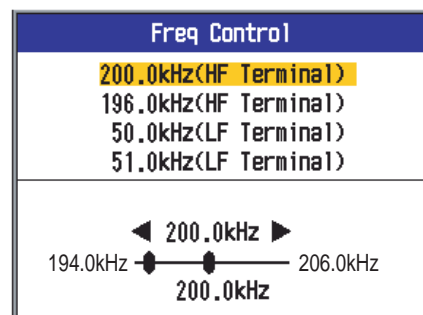 Freq Control
200.0kHz(HF Terminal)
196.0kHz(HF Terminal)
50.0kHz(LF Terminal)
51.0kHz(LF Terminal)
◀ 200.0kHz ▶
194.0kHz 206.0kHz
200.0kHz